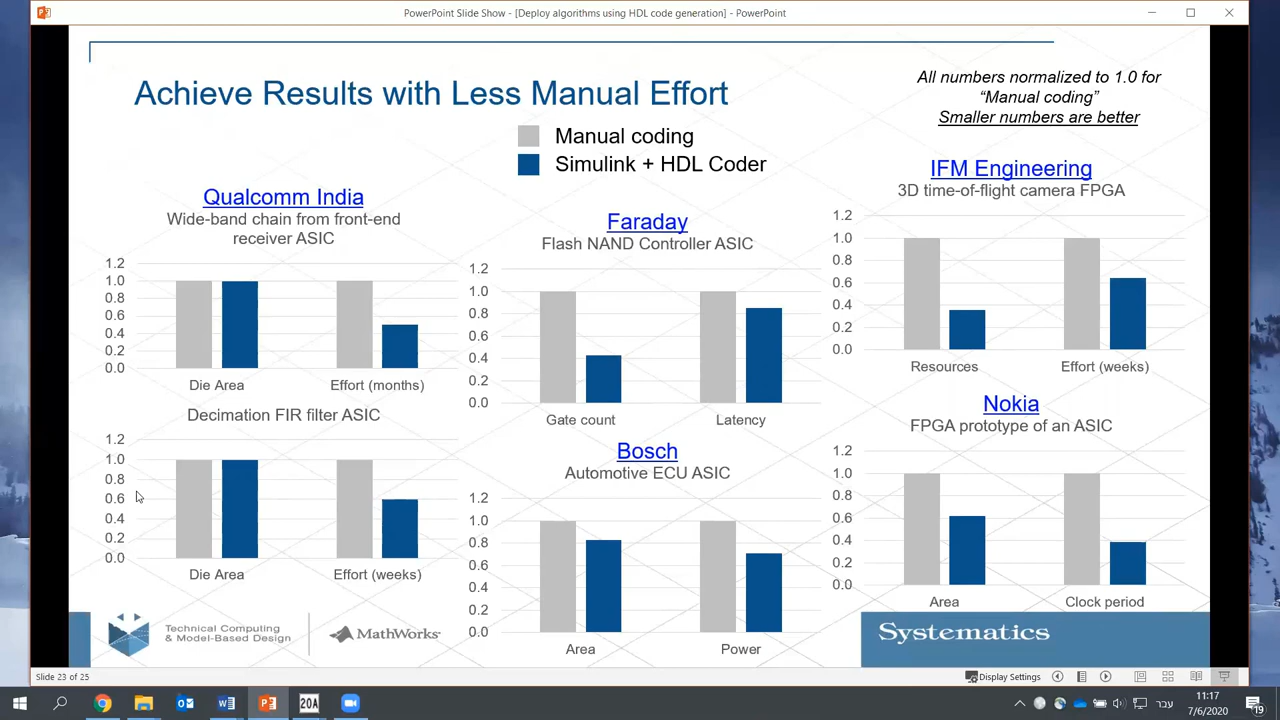 PowerPoint Slide Show - [Deploy algorithms using HDL code generation] - PowerPoint
Achieve Results with Less Manual Effort
All numbers normalized to 1.0 for
“Manual coding”
Smaller numbers are better
Manual coding
Simulink + HDL Coder
Qualcomm India
Wide-band chain from front-end
receiver ASIC
1.2
1.0
0.8
0.6
0.4
0.2
0.0
Die Area
Effort (months)
Decimation FIR filter ASIC
1.2
1.0
0.8
0.6
0.4
0.2
0.0
Die Area
Effort (weeks)
Faraday
Flash NAND Controller ASIC
1.2
1.0
0.8
0.6
0.4
0.2
0.0
Gate count
Latency
Bosch
Automotive ECU ASIC
1.2
1.0
0.8
0.6
0.4
0.2
0.0
Area
Power
IFM Engineering
3D time-of-flight camera FPGA
1.2
1.0
0.8
0.6
0.4
0.2
0.0
Resources
Effort (weeks)
Nokia
FPGA prototype of an ASIC
1.2
1.0
0.8
0.6
0.4
0.2
0.0
Area
Clock period
Technical Computing
& Model-Based Design
MathWorks
Systematics
Slide 23 of 25
Display Settings
20A
עבר
11:17
7/6/2020
19